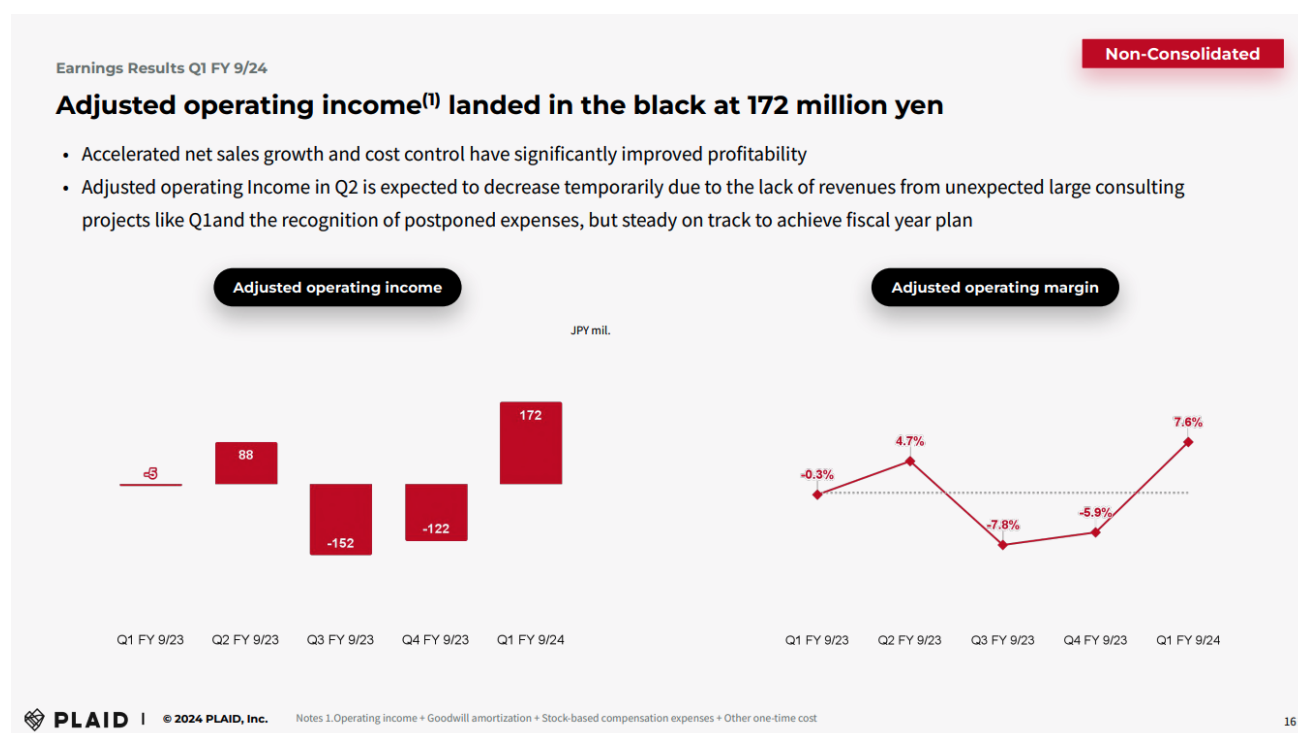 Earnings Results Q1 FY 9/24
Non-Consolidated
Adjusted operating income(1) landed in the black at 172 million yen
• Accelerated net sales growth and cost control have significantly improved profitability
• Adjusted operating Income in Q2 is expected to decrease temporarily due to the lack of revenues from unexpected large consulting
projects like Q1and the recognition of postponed expenses, but steady on track to achieve fiscal year plan
Adjusted operating income
JPY mil.
-5
88
-152
-122
172
Q1 FY 9/23
Q2 FY 9/23
Q3 FY 9/23
Q4 FY 9/23
Q1 FY 9/24
Adjusted operating margin
-0.3%
4.7%
-7.8%
-5.9%
7.6%
Q1 FY 9/23
Q2 FY 9/23
Q3 FY 9/23
Q4 FY 9/23
Q1 FY 9/24
PLAID | © 2024 PLAID, Inc.
Notes 1.Operating income + Goodwill amortization + Stock-based compensation expenses + Other one-time cost
16